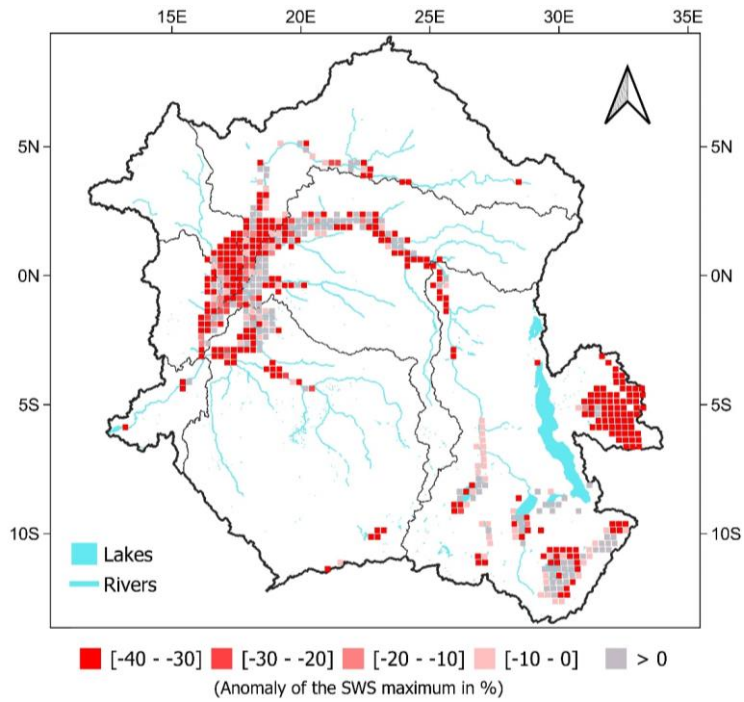 15E 20E 25E 30E 35E
5N 5N
0N 0N
5S 5S
10S 10S
Lakes
Rivers
[-40 - -30] [-30 - -20] [-20 - -10] [-10 - 0] > 0
(Anomaly of the SWS maximum in %)